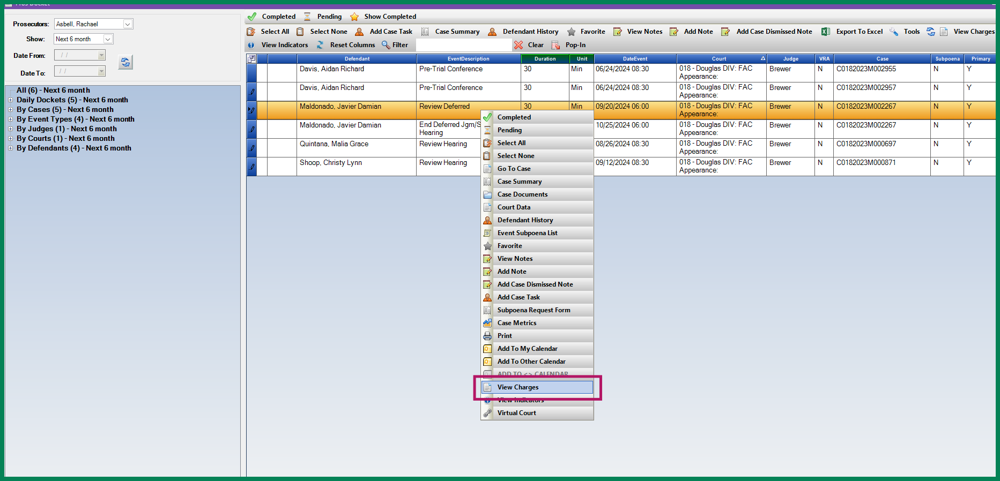 Pros Docket
Prosecutors: Asbell, Rachael
Show: Next 6 month
Date From: / /
Date To: / /
All (6) - Next 6 month
Daily Dockets (5) - Next 6 month
By Cases (5) - Next 6 month
By Event Types (4) - Next 6 month
By Judges (1) - Next 6 month
By Courts (1) - Next 6 month
By Defendants (4) - Next 6 month
Completed Pending Show Completed
Select All Select None Add Case Task Case Summary Defendant History Favorite View Notes Add Note Add Case Dismissed Note Export To Excel Tools View Charges
View Indicators Reset Columns Filter Clear Pop-In
Defendant EventDescription Duration Unit DateEvent Court Judge VRA Case Subpoena Primary
Davis, Aidan Richard Pre-Trial Conference 30 Min 06/24/2024 08:30 018 - Douglas DIV: FAC Brewer N C0182023M002955 N Y
Appearance:
Davis, Aidan Richard Pre-Trial Conference 30 Min 06/24/2024 08:30 018 - Douglas DIV: FAC Brewer N C0182023M002957 N Y
Appearance:
Maldonado, Javier Damian Review Deferred 30 Min 09/20/2024 06:00 018 - Douglas DIV: FAC Brewer N C0182023M002267 N Y
Appearance:
Maldonado, Javier Damian End Deferred Jgm/S 10/25/2024 06:00 018 - Douglas DIV: FAC Brewer N C0182023M002267 N Y
Hearing Appearance:
Quintana, Malia Grace Review Hearing 08/26/2024 08:30 018 - Douglas DIV: FAC Brewer N C0182023M000697 N Y
Appearance:
Shoop, Christy Lynn Review Hearing 09/12/2024 08:30 018 - Douglas DIV: FAC Brewer N C0182023M000871 N Y
Appearance:
Completed
Pending
Select All
Select None
Go To Case
Case Summary
Case Documents
Court Data
Defendant History
Event Subpoena List
Favorite
View Notes
Add Note
Add Case Dismissed Note
Add Case Task
Subpoena Request Form
Case Metrics
Print
Add To My Calendar
Add To Other Calendar
ADD TO <> CALENDAR
View Charges
View Indicators
Virtual Court